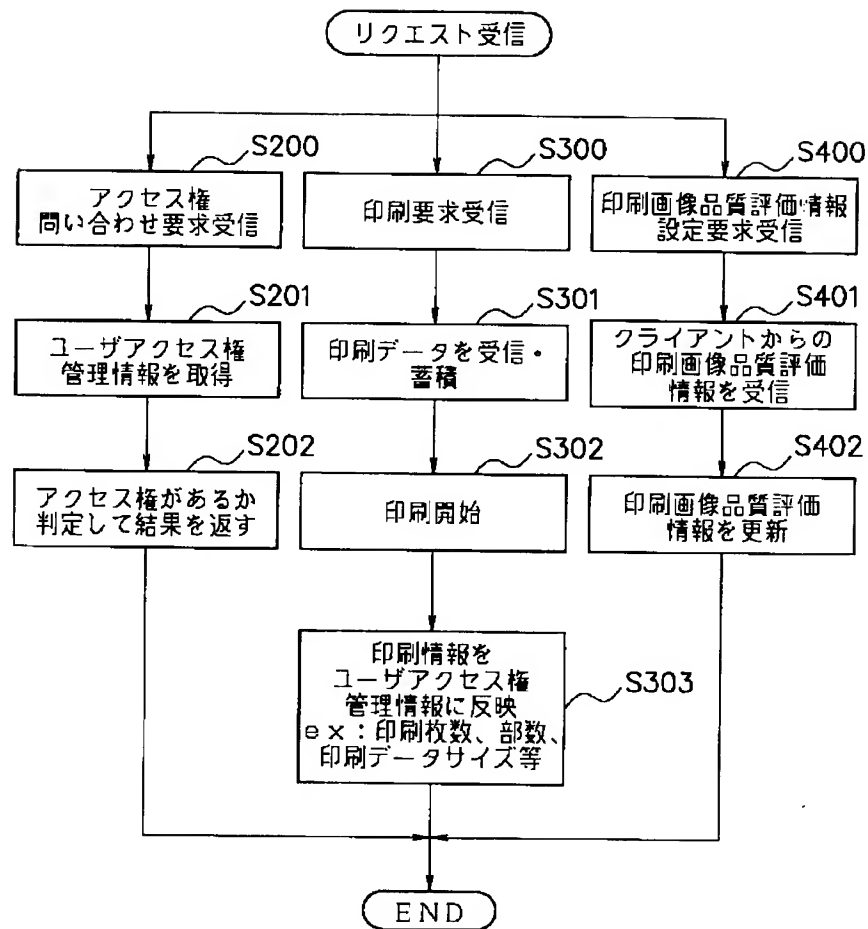 リクエスト受信
S200
アクセス権
問い合わせ要求受信
S201
ユーザアクセス権
管理情報を取得
S202
アクセス権があるか
判定して結果を返す
S300
印刷要求受信
S301
印刷データを受信・
蓄積
S302
印刷開始
S303
印刷情報を
ユーザアクセス権
管理情報に反映
ex：印刷枚数、部数、
印刷データサイズ等
S400
印刷画像品質評価情報
設定要求受信
S401
クライアントからの
印刷画像品質評価
情報を受信
S402
印刷画像品質評価
情報を更新
END